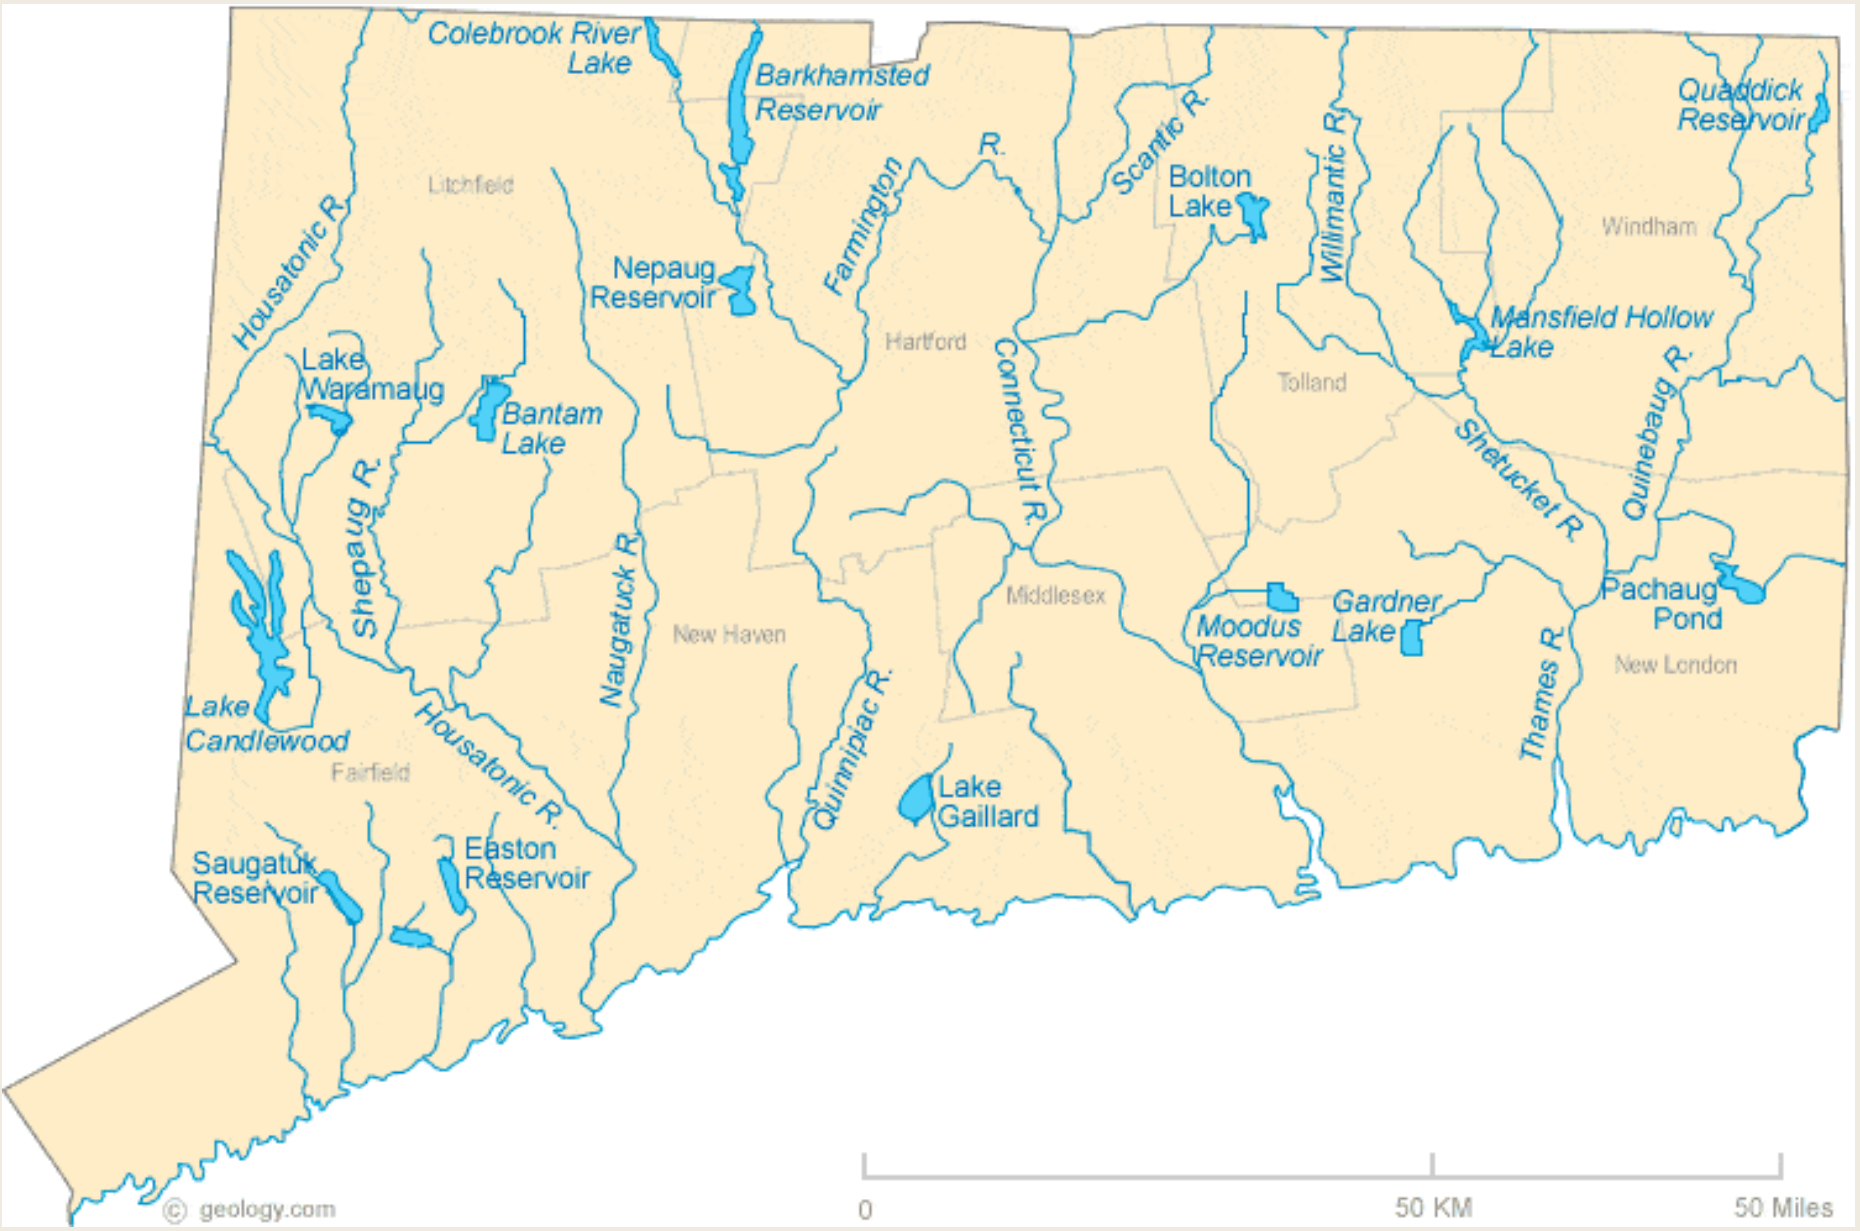 Colebrook River
Lake
Barkhamsted
Reservoir
Quaddick
Reservoir
R.
Scantic R.
Willimantic R.
Farmington
Bolton
Lake
Litchfield
Windham
Housatonic R.
Nepaug
Reservoir
Hartford
Mansfield Hollow
Lake
Lake
Waramaug
Bantam
Lake
Connecticut R.
Tolland
Quinebaug R.
Shetucket R.
Shepaug R.
Naugatuck R.
Middlesex
New Haven
Moodus
Reservoir
Gardner
Lake
Pachaug
Pond
New London
Thames R.
Lake
Candlewood
Housatonic R.
Fairfield
Quinnipiac R.
Lake
Gaillard
Saugatuk
Reservoir
Easton
Reservoir
© geology.com
0
50 KM
50 Miles